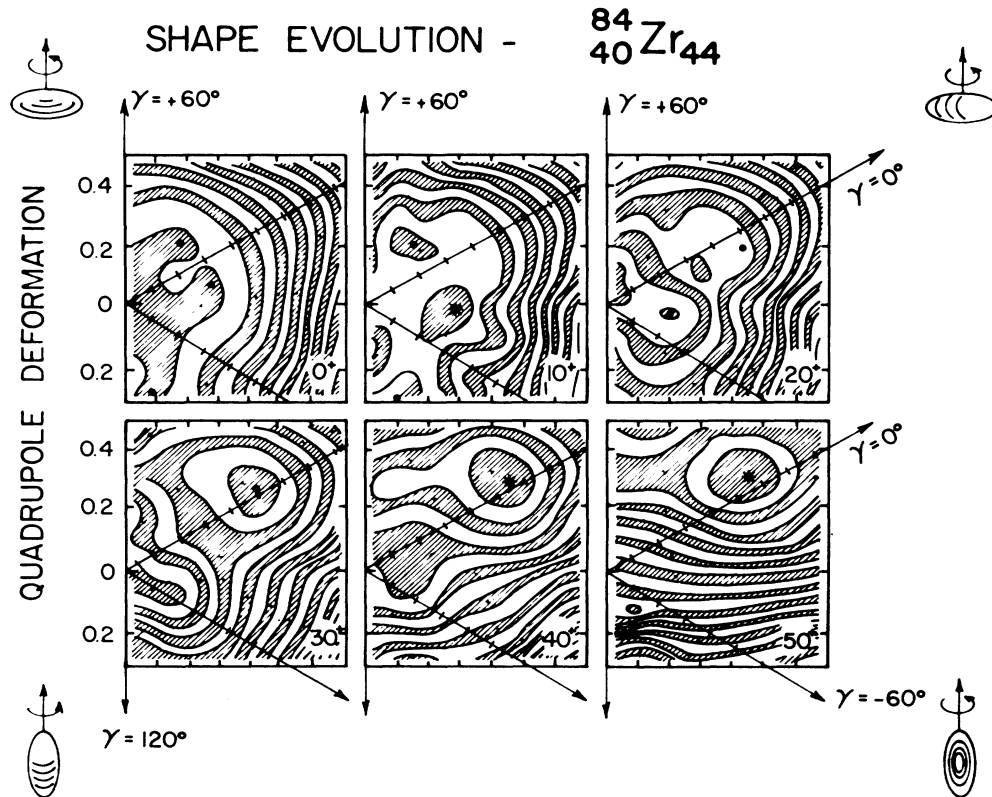 SHAPE EVOLUTION - ⁸⁴₄₀Zr₄₄
γ=+60° γ=+60° γ=+60°
γ=0°
QUADRUPOLE DEFORMATION
0.4
0.2
0
0.2
0⁺ 10⁺ 20⁺
γ=0°
0.4
0.2
0
0.2
30⁺ 40⁺ 50⁺
γ=-60°
γ=120°